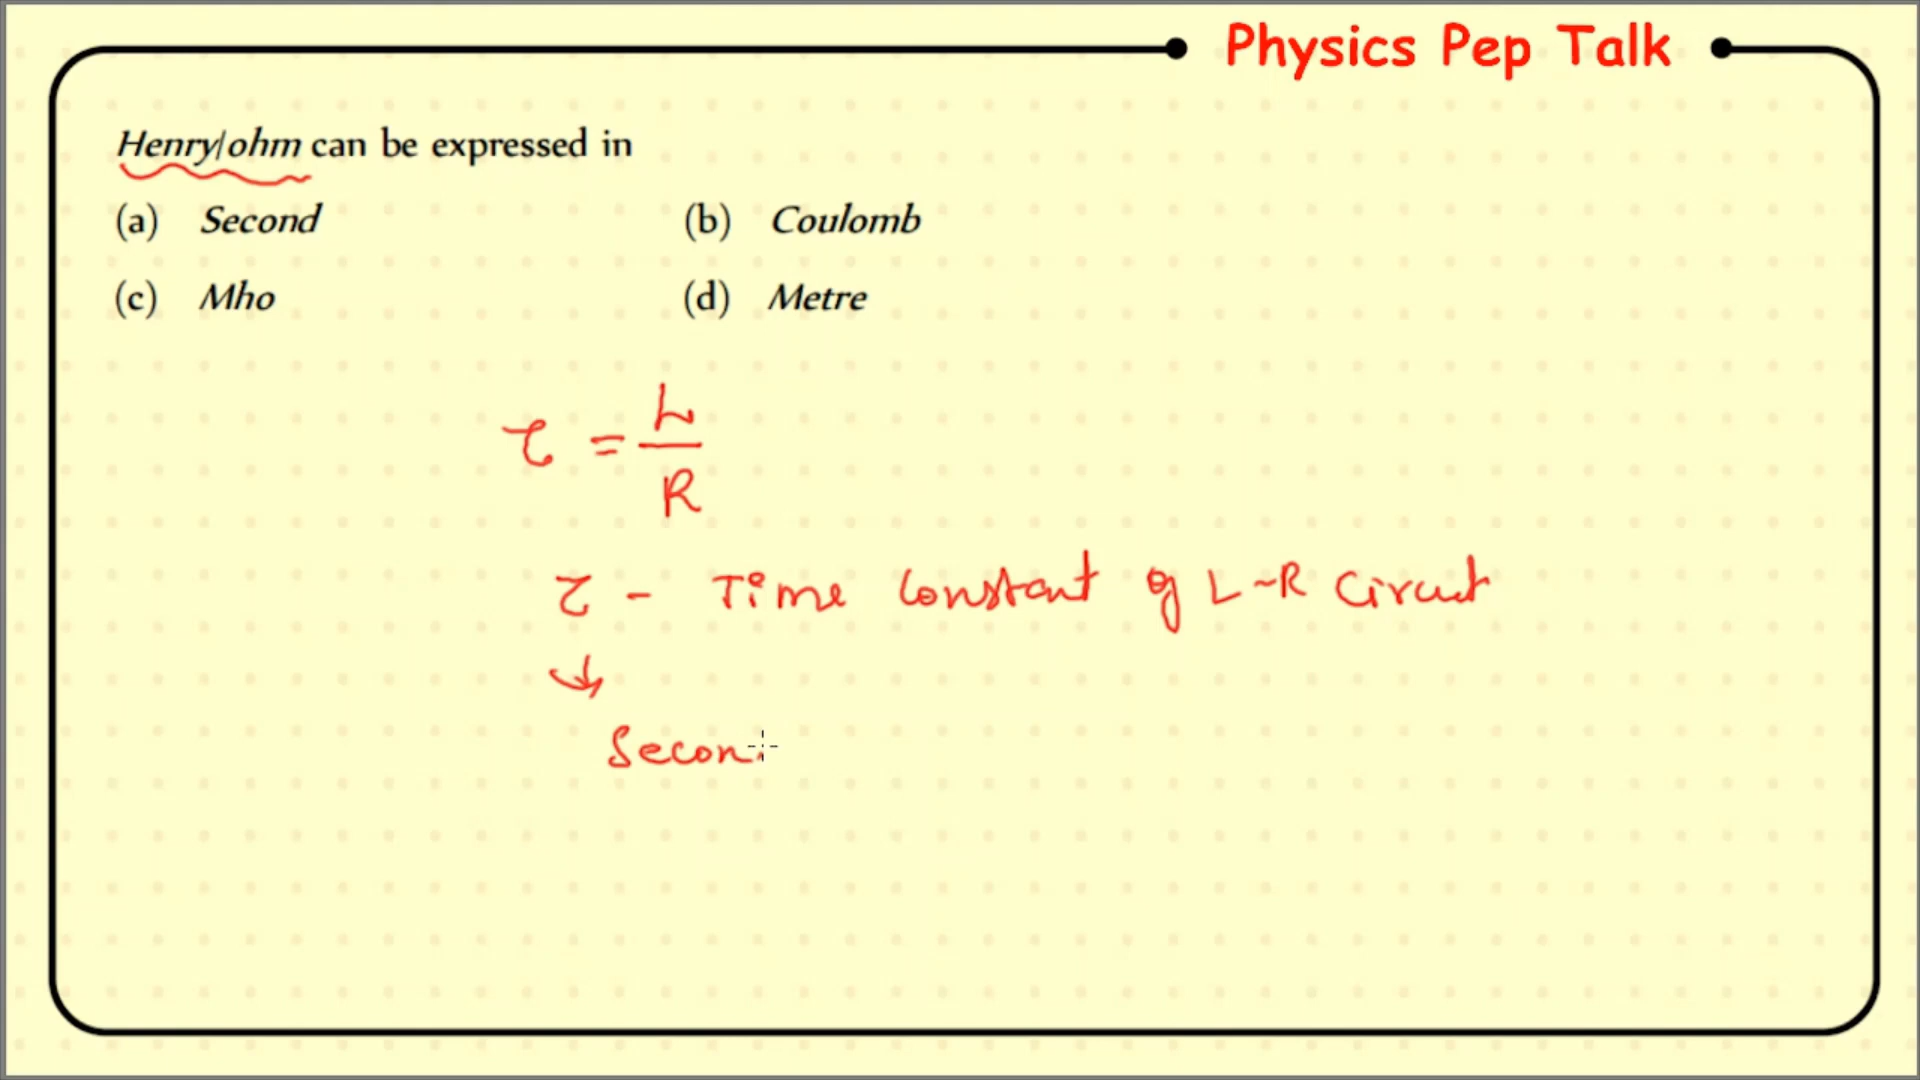 Physics Pep Talk
Henry/ohm can be expressed in
(a) Second (b) Coulomb
(c) Mho (d) Metre
τ = L/R
τ - Time Constant of L-R Circuit
Secon